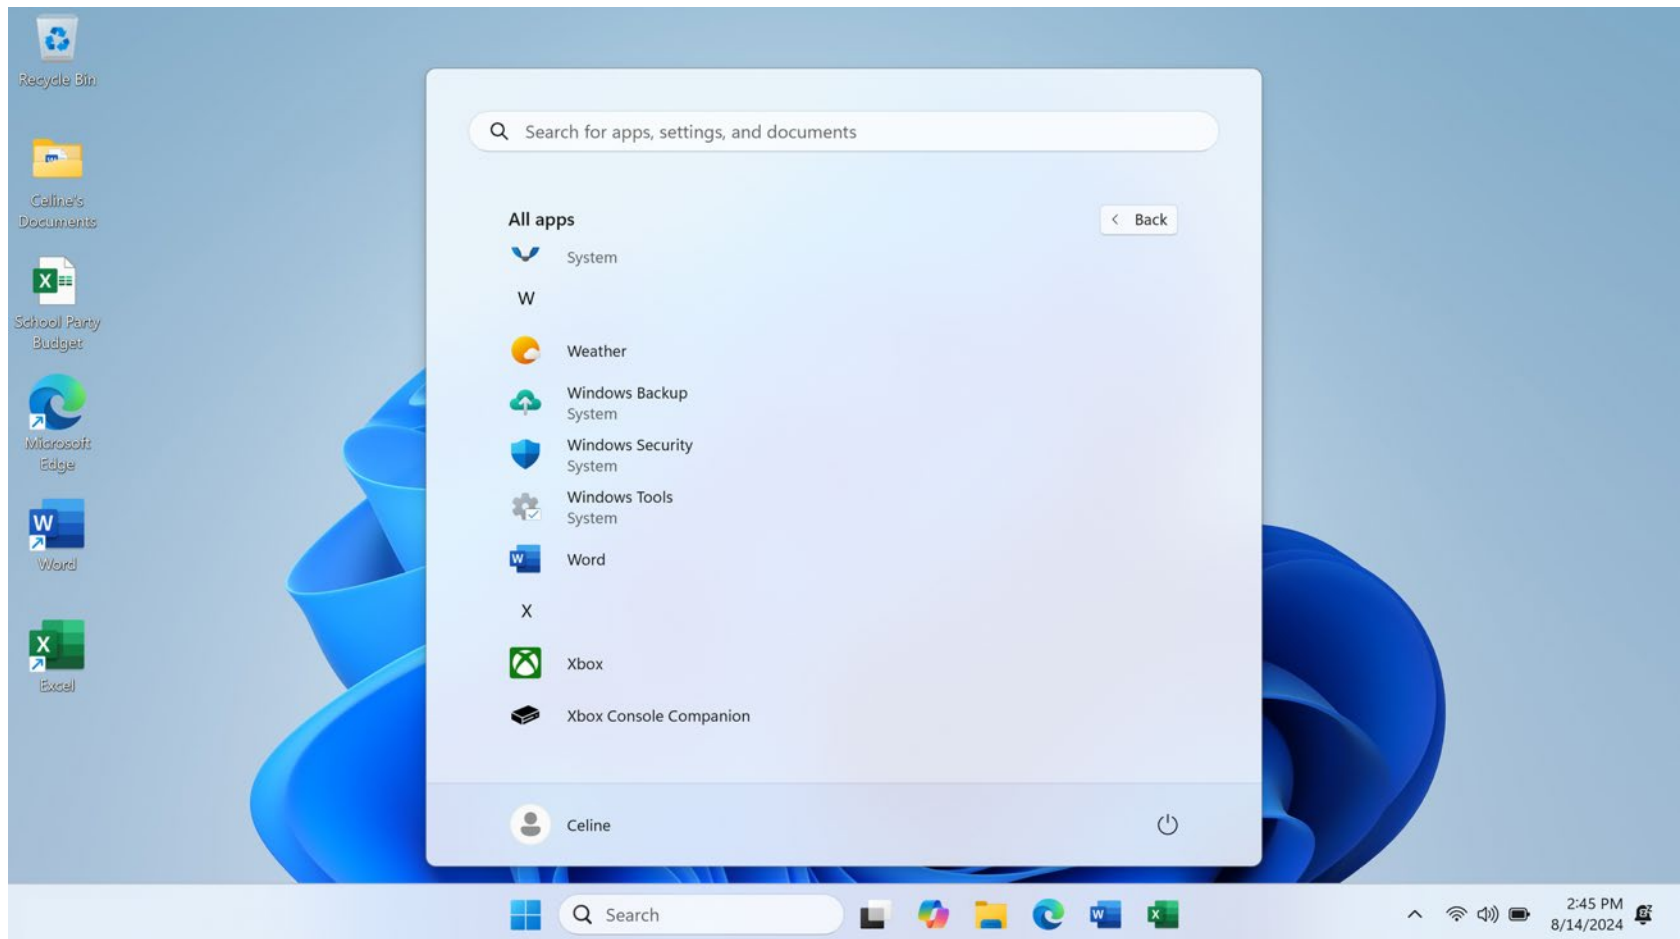 Recycle Bin
Celine's
Documents
School Party
Budget
Microsoft
Edge
Word
Excel
Search for apps, settings, and documents
All apps
Back
System
W
Weather
Windows Backup
System
Windows Security
System
Windows Tools
System
Word
X
Xbox
Xbox Console Companion
Celine
Search
2:45 PM
8/14/2024